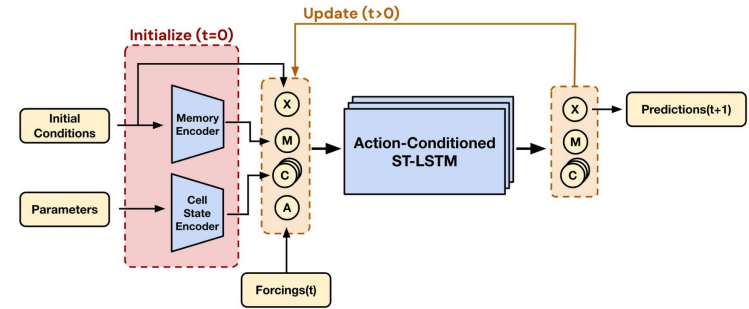 Update (t>0)
Initialize (t=0)
Initial
Conditions
Memory
Encoder
Parameters
Cell
State
Encoder
X
M
C
A
Forcings(t)
Action-Conditioned
ST-LSTM
X
M
C
Predictions(t+1)